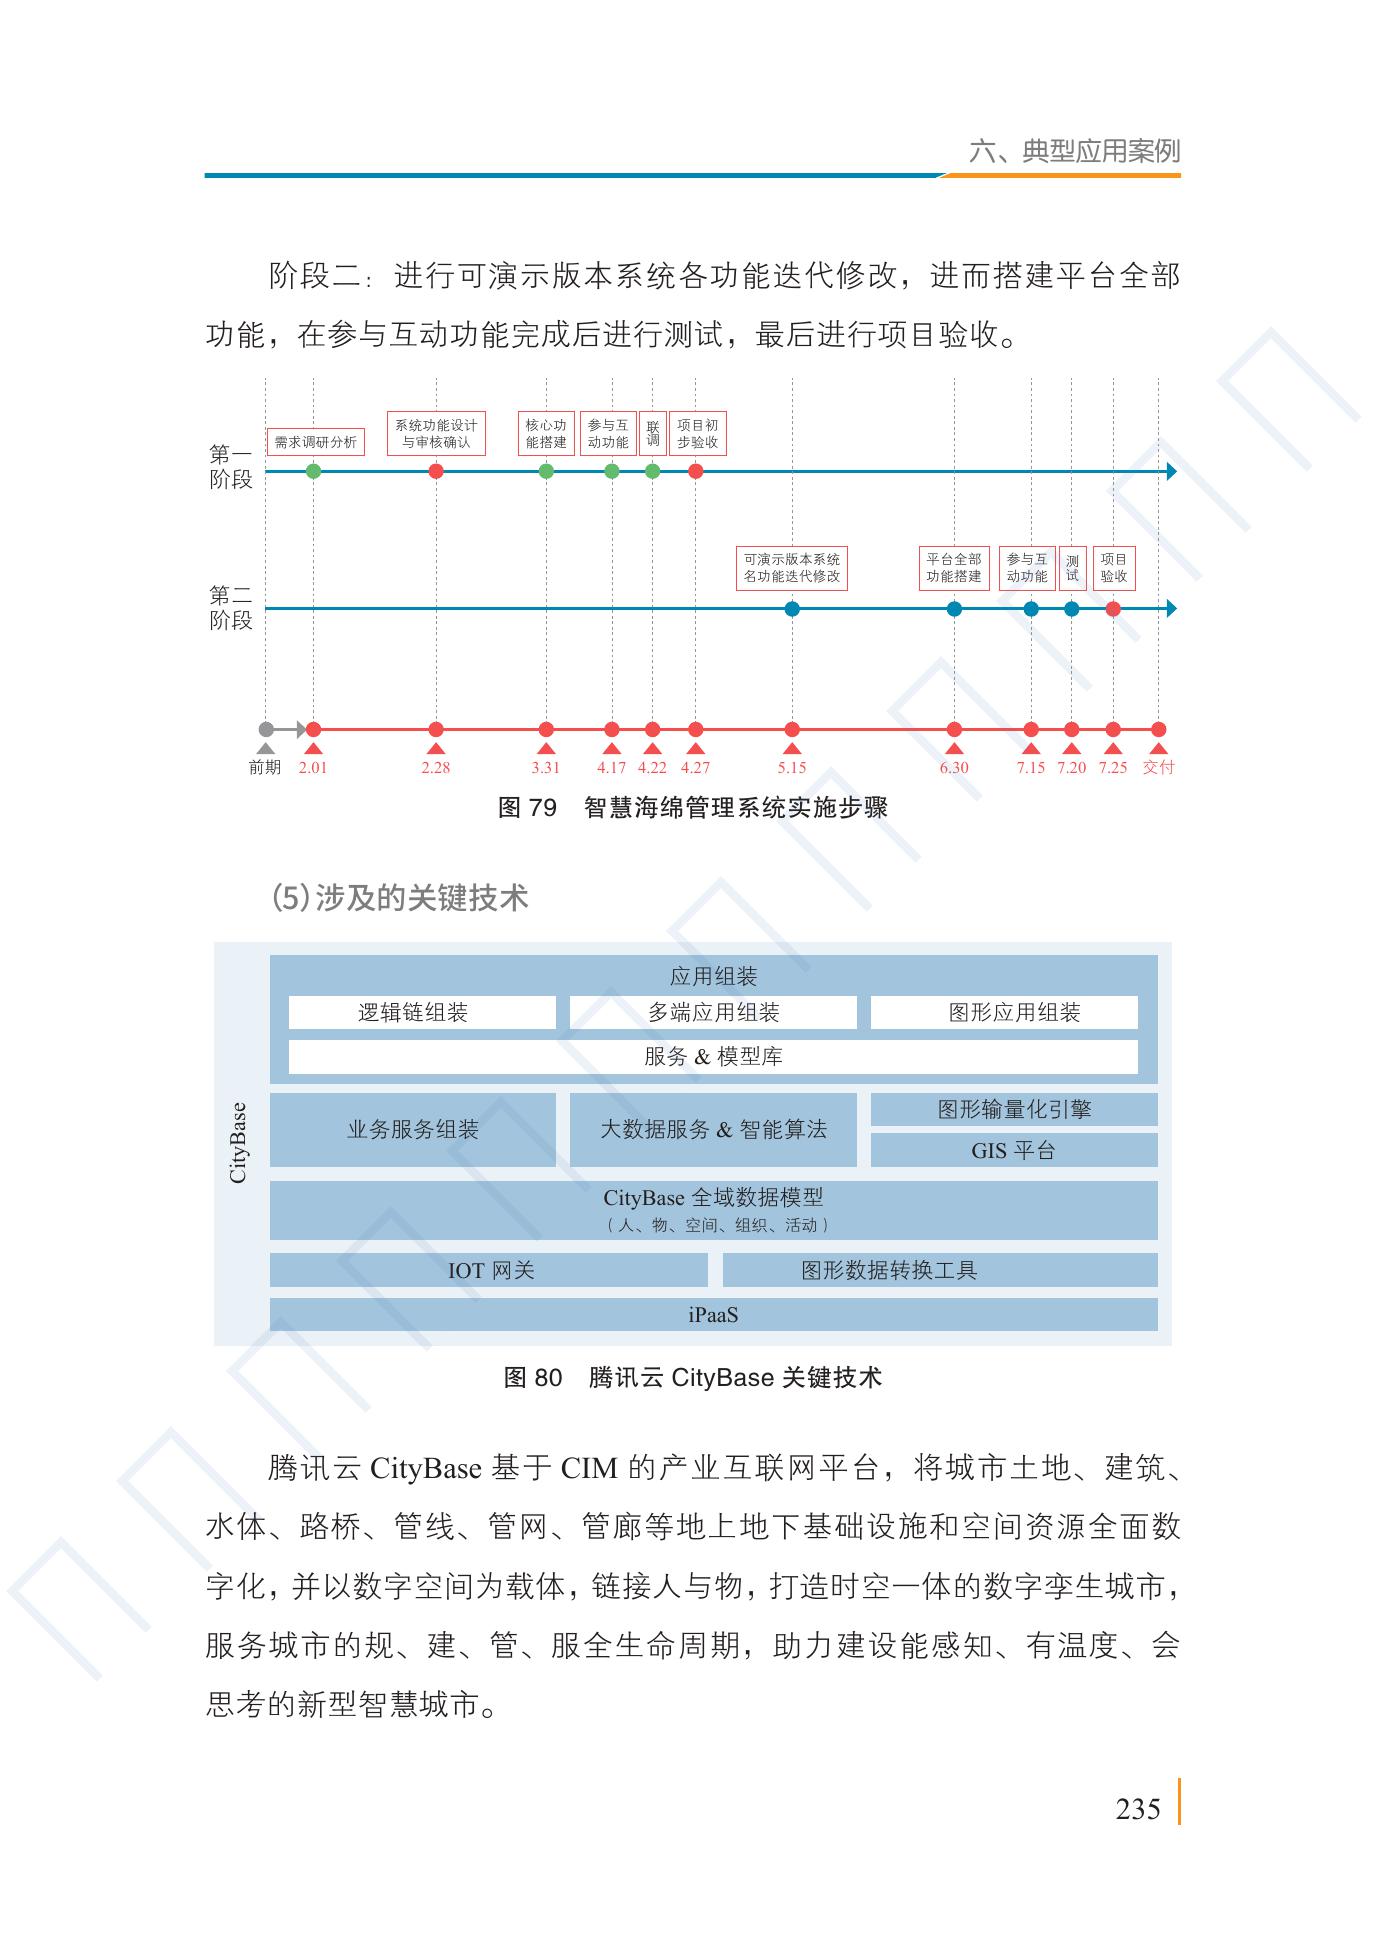 六、典型应用案例
阶段二：进行可演示版本系统各功能迭代修改，进而搭建平台全部
功能，在参与互动功能完成后进行测试，最后进行项目验收。
第一
阶段
需求调研分析
系统功能设计
与审核确认
核心功
能搭建
参与互
动功能
联
调
项目初
步验收
第二
阶段
可演示版本系统
名功能迭代修改
平台全部
功能搭建
参与互
动功能
测
试
项目
验收
前期 2.01 2.28 3.31 4.17 4.22 4.27 5.15 6.30 7.15 7.20 7.25 交付
图 79 智慧海绵管理系统实施步骤
（5）涉及的关键技术
CityBase
应用组装
逻辑链组装 多端应用组装 图形应用组装
服务 & 模型库
业务服务组装 大数据服务 & 智能算法
图形输量化引擎
GIS 平台
CityBase 全域数据模型
（人、物、空间、组织、活动）
IOT 网关 图形数据转换工具
iPaaS
图 80 腾讯云 CityBase 关键技术
腾讯云 CityBase 基于 CIM 的产业互联网平台，将城市土地、建筑、
水体、路桥、管线、管网、管廊等地上地下基础设施和空间资源全面数
字化，并以数字空间为载体，链接人与物，打造时空一体的数字孪生城市，
服务城市的规、建、管、服全生命周期，助力建设能感知、有温度、会
思考的新型智慧城市。
235